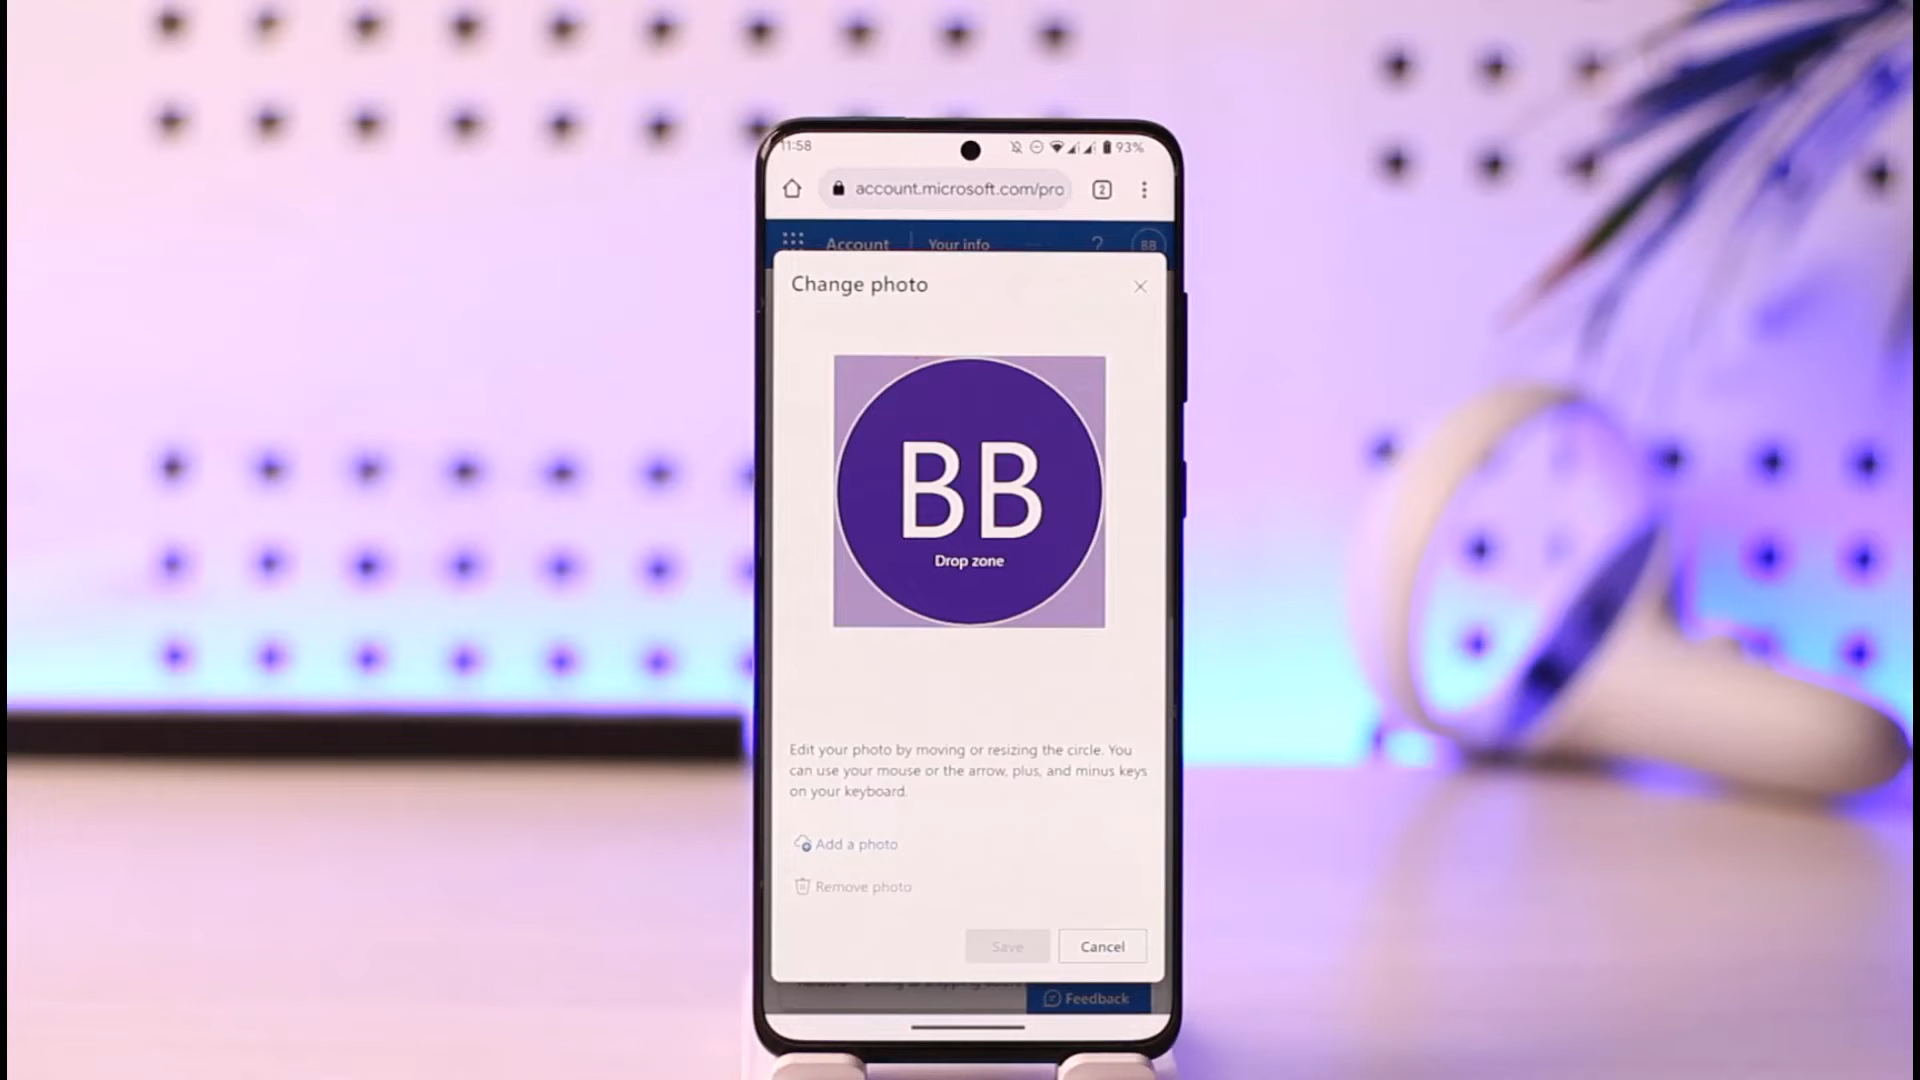 11:58
93%
account.microsoft.com/pro
2
Account
Your info
?
BB
Change photo
BB
Drop zone
Edit your photo by moving or resizing the circle. You
can use your mouse or the arrow, plus, and minus keys
on your keyboard.
Add a photo
Remove photo
Save
Cancel
Feedback